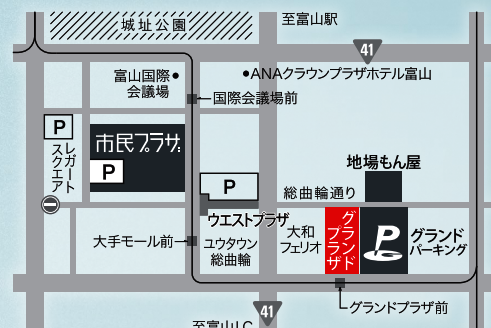 城址公園
至富山駅
41
富山国際
会議場
ANAクラウンプラザホテル富山
国際会議場前
P
レガート
スクエア
市民プラザ
P
P
地場もん屋
総曲輪通り
ウエストプラザ
大手モール前
ユウタウン
総曲輪
大和
フェリオ
グランド
プラザ
P
グランド
パーキング
グランドプラザ前
41
至富山I.C